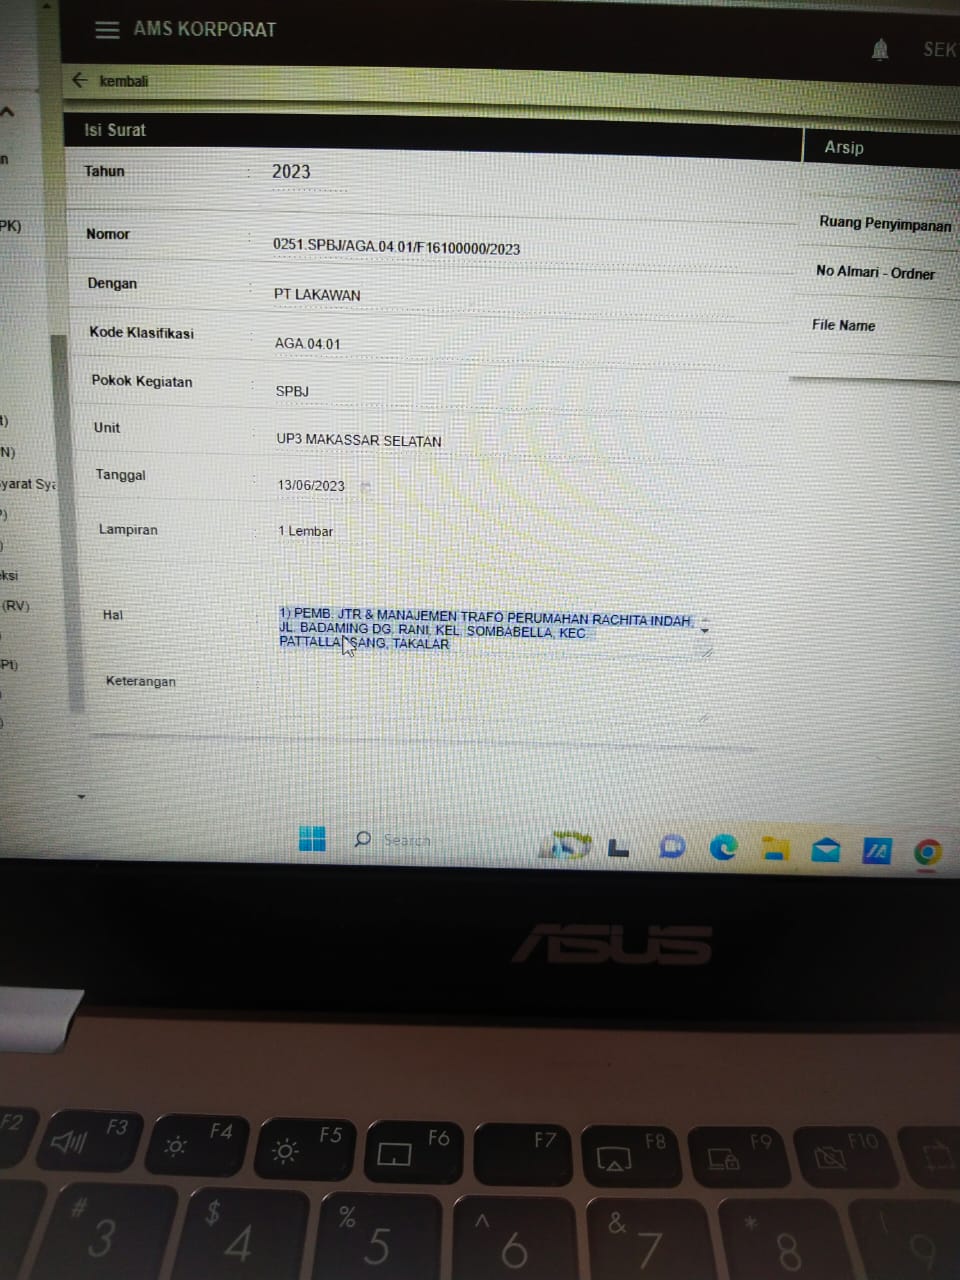 AMS KORPORAT
SEK
kembali
Isi Surat
Arsip
Tahun : 2023
Ruang Penyimpanan
Nomor : 0251.SPBJ/AGA.04.01/F16100000/2023
No Almari - Ordner
Dengan : PT LAKAWAN
File Name
Kode Klasifikasi : AGA.04.01
Pokok Kegiatan : SPBJ
Unit : UP3 MAKASSAR SELATAN
Tanggal : 13/06/2023
Lampiran : 1 Lembar
Hal : 1) PEMB. JTR & MANAJEMEN TRAFO PERUMAHAN RACHITA INDAH,
JL. BADAMING DG. RANI, KEL. SOMBABELLA, KEC.
PATTALLASSANG, TAKALAR
Keterangan :
n
PK)
t)
N)
yarat Sya
?)
)
eksi
(RV)
)
Pt)
)
)
Search
ASUS
F2
F3
F4
F5
F6
F7
F8
F9
F10
# 3
$ 4
% 5
^ 6
& 7
* 8
( 9